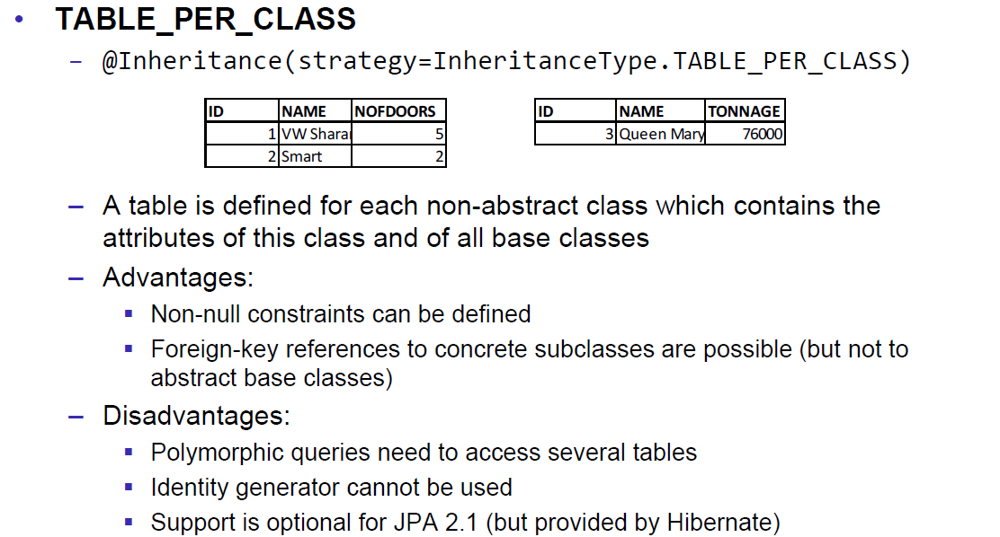 • TABLE_PER_CLASS
– @Inheritance(strategy=InheritanceType.TABLE_PER_CLASS)
ID NAME NOFDOORS
1 VW Sharan 5
2 Smart 2
ID NAME TONNAGE
3 Queen Mary 76000
– A table is defined for each non-abstract class which contains the
attributes of this class and of all base classes
– Advantages:
▪ Non-null constraints can be defined
▪ Foreign-key references to concrete subclasses are possible (but not to
abstract base classes)
– Disadvantages:
▪ Polymorphic queries need to access several tables
▪ Identity generator cannot be used
▪ Support is optional for JPA 2.1 (but provided by Hibernate)